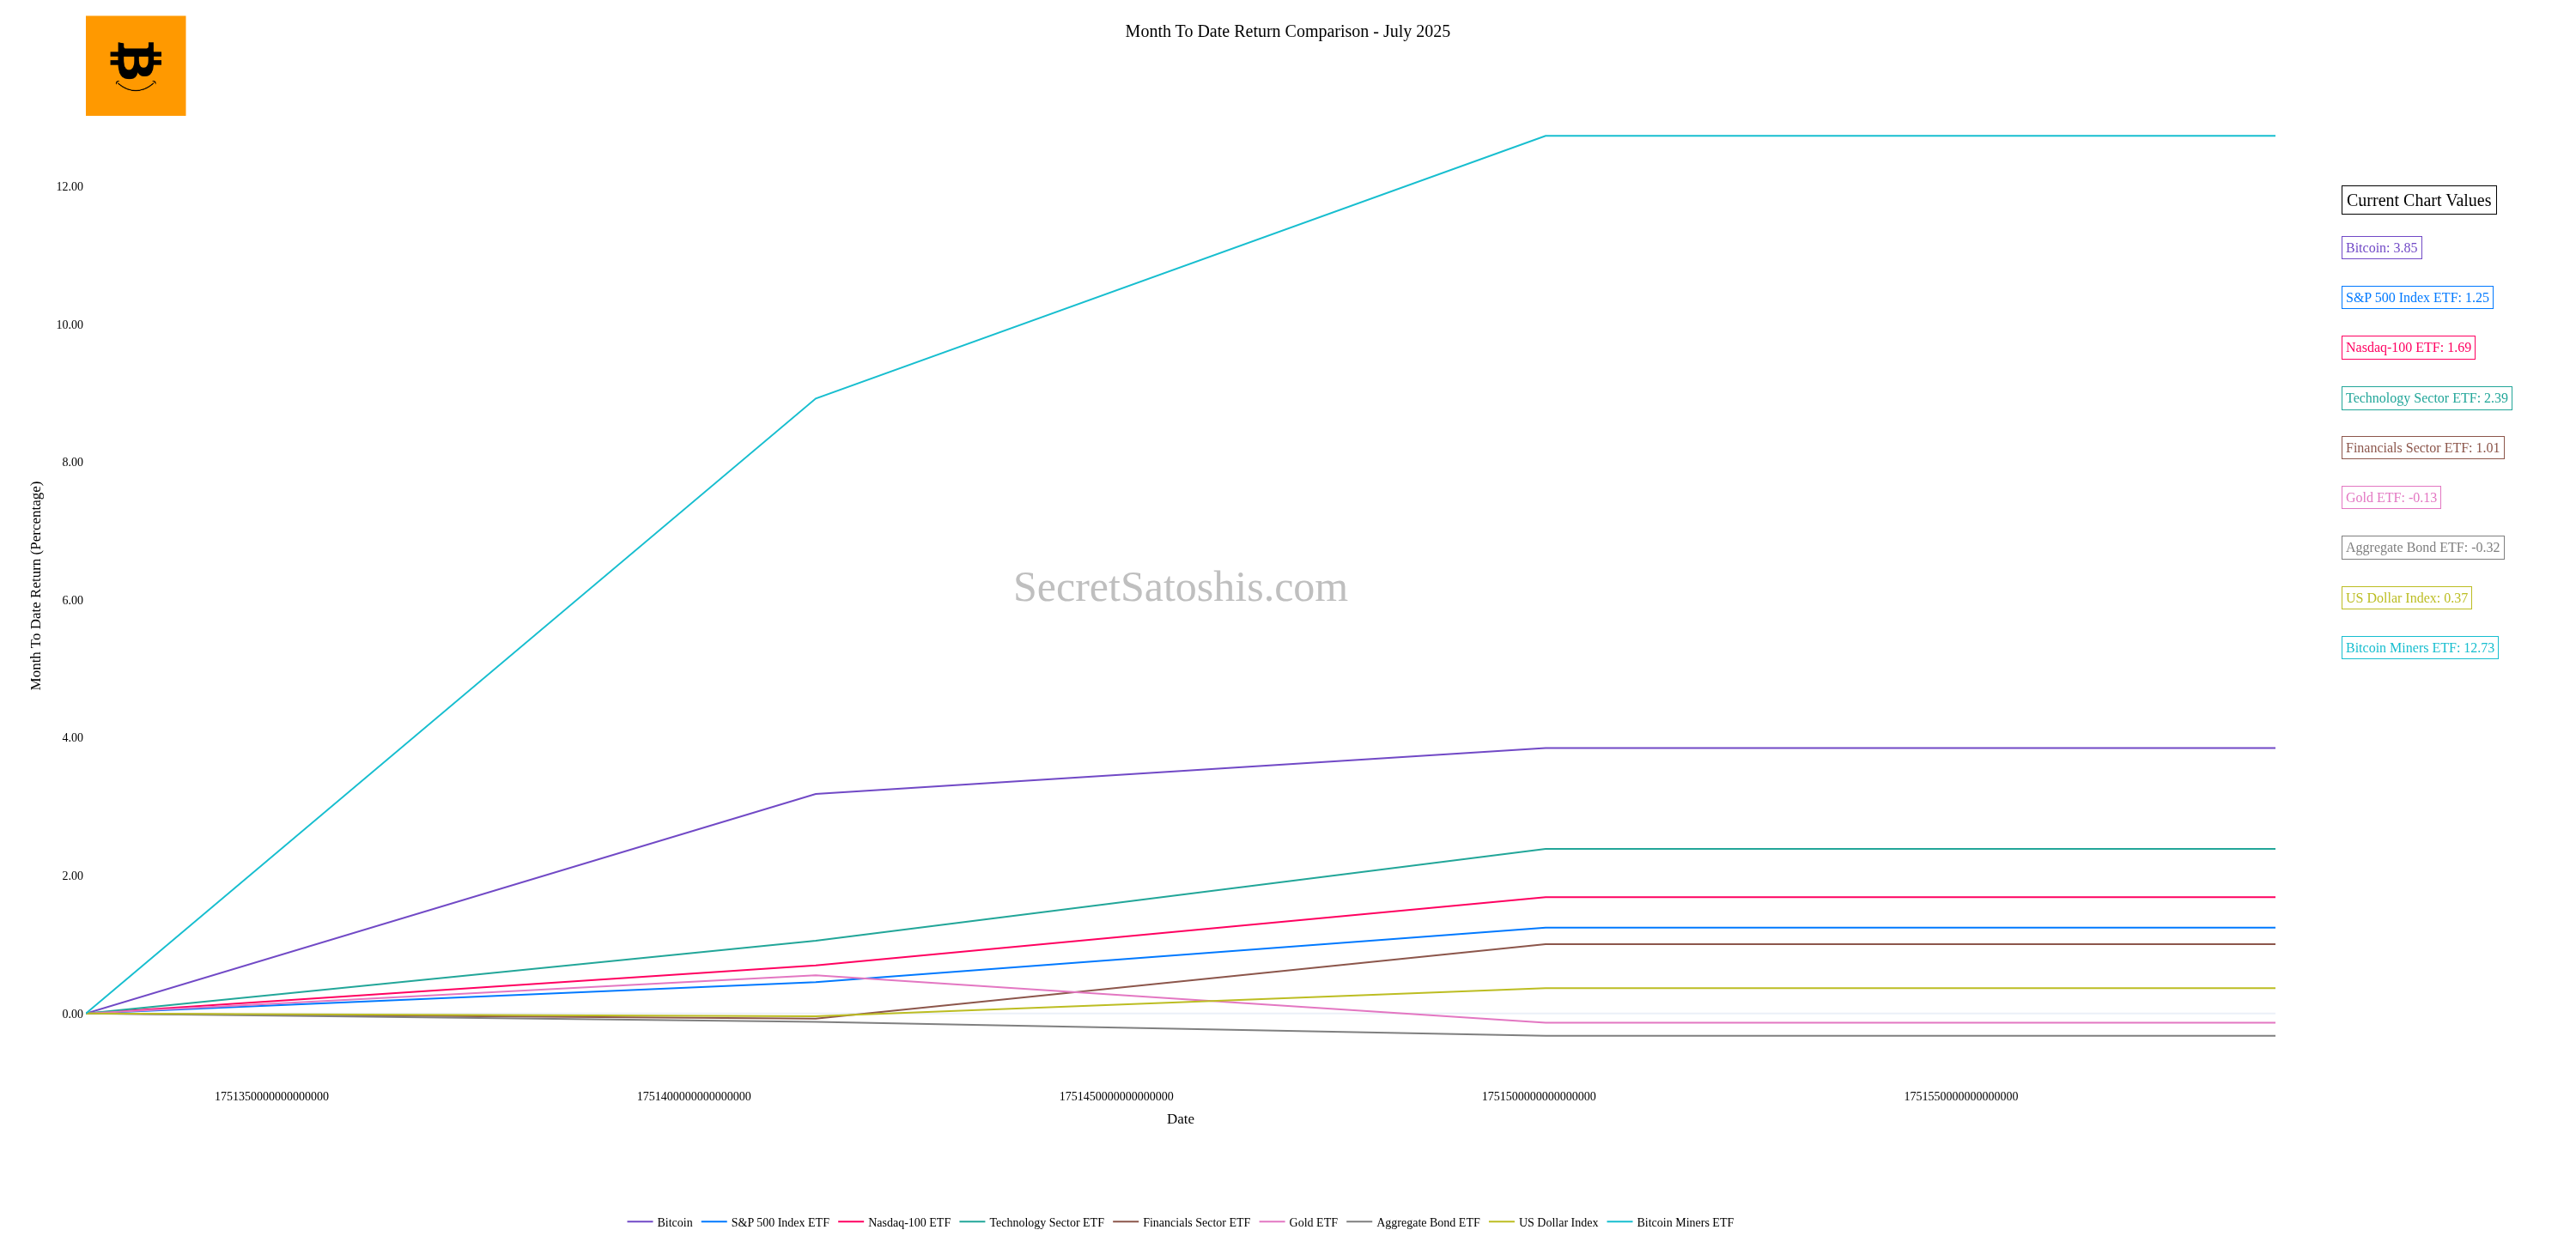 Month To Date Return Comparison - July 2025
12.00
10.00
8.00
6.00
4.00
2.00
0.00
Month To Date Return (Percentage)
SecretSatoshis.com
Current Chart Values
Bitcoin: 3.85
S&P 500 Index ETF: 1.25
Nasdaq-100 ETF: 1.69
Technology Sector ETF: 2.39
Financials Sector ETF: 1.01
Gold ETF: -0.13
Aggregate Bond ETF: -0.32
US Dollar Index: 0.37
Bitcoin Miners ETF: 12.73
1751350000000000000 1751400000000000000 1751450000000000000 1751500000000000000 1751550000000000000
Date
Bitcoin S&P 500 Index ETF Nasdaq-100 ETF Technology Sector ETF Financials Sector ETF Gold ETF Aggregate Bond ETF US Dollar Index Bitcoin Miners ETF